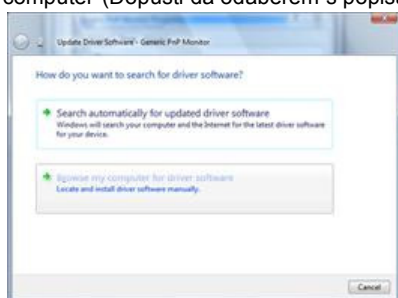 computer (Dopusti da odaberem s popisa
Update Driver Software - Generic PnP Monitor
How do you want to search for driver software?
Search automatically for updated driver software
Windows will search your computer and the Internet for the latest driver software
for your device.
Browse my computer for driver software
Locate and install driver software manually.
Cancel